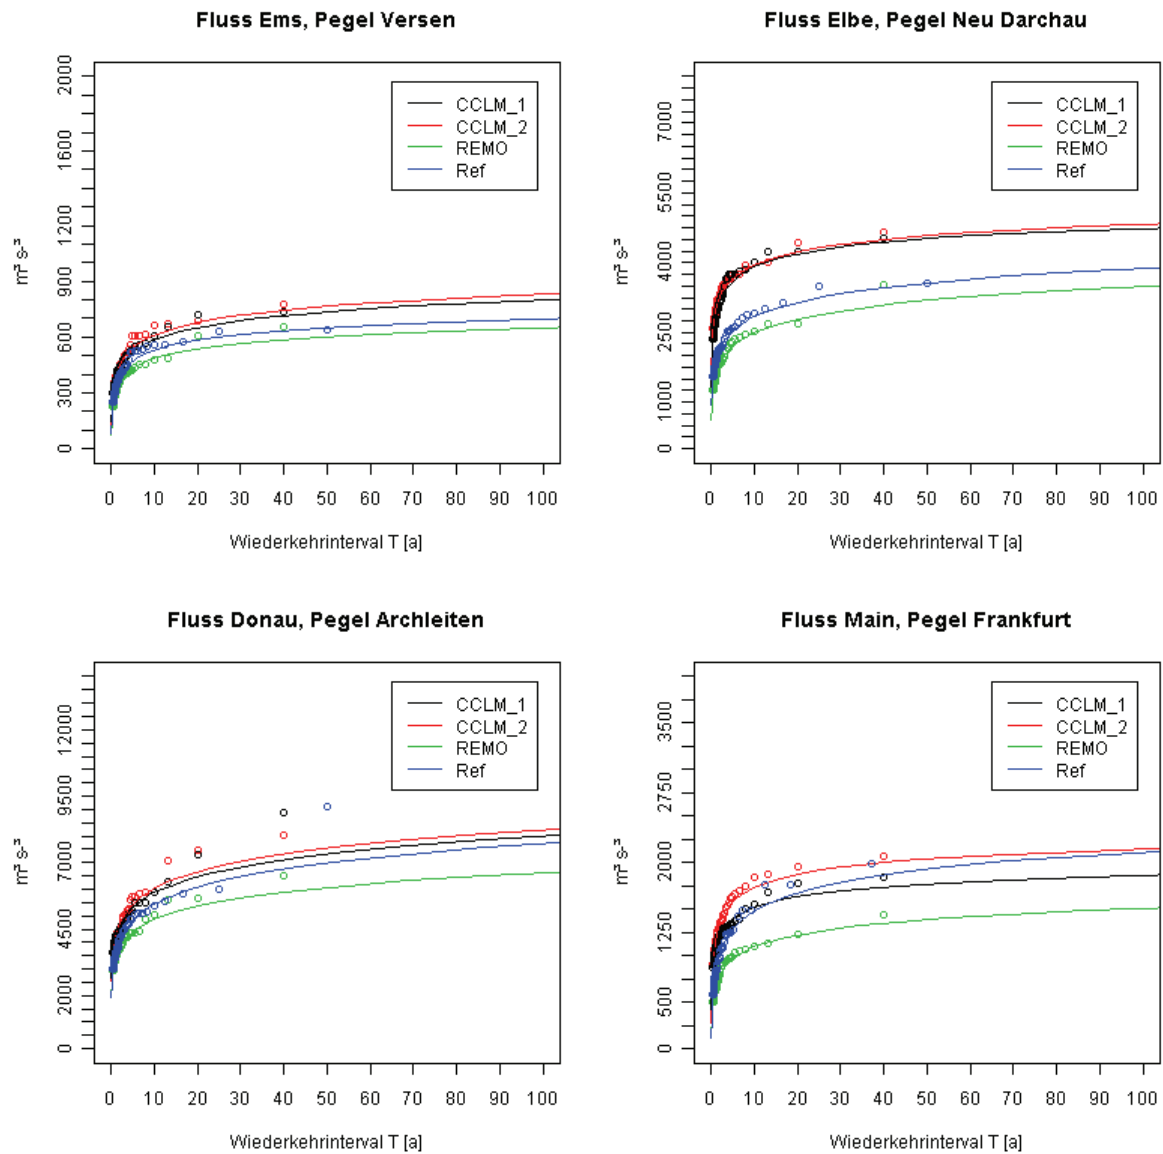 Fluss Ems, Pegel Versen
m³ s-³
2000
1600
1200
900
600
300
0
CCLM_1
CCLM_2
REMO
Ref
0 10 20 30 40 50 60 70 80 90 100
Wiederkehrinterval T [a]
Fluss Elbe, Pegel Neu Darchau
m³ s-³
7000
5500
4000
2500
1000
0
CCLM_1
CCLM_2
REMO
Ref
0 10 20 30 40 50 60 70 80 90 100
Wiederkehrinterval T [a]
Fluss Donau, Pegel Archleiten
m³ s-³
12000
9500
7000
4500
2000
0
CCLM_1
CCLM_2
REMO
Ref
0 10 20 30 40 50 60 70 80 90 100
Wiederkehrinterval T [a]
Fluss Main, Pegel Frankfurt
m³ s-³
3500
2750
2000
1250
500
0
CCLM_1
CCLM_2
REMO
Ref
0 10 20 30 40 50 60 70 80 90 100
Wiederkehrinterval T [a]